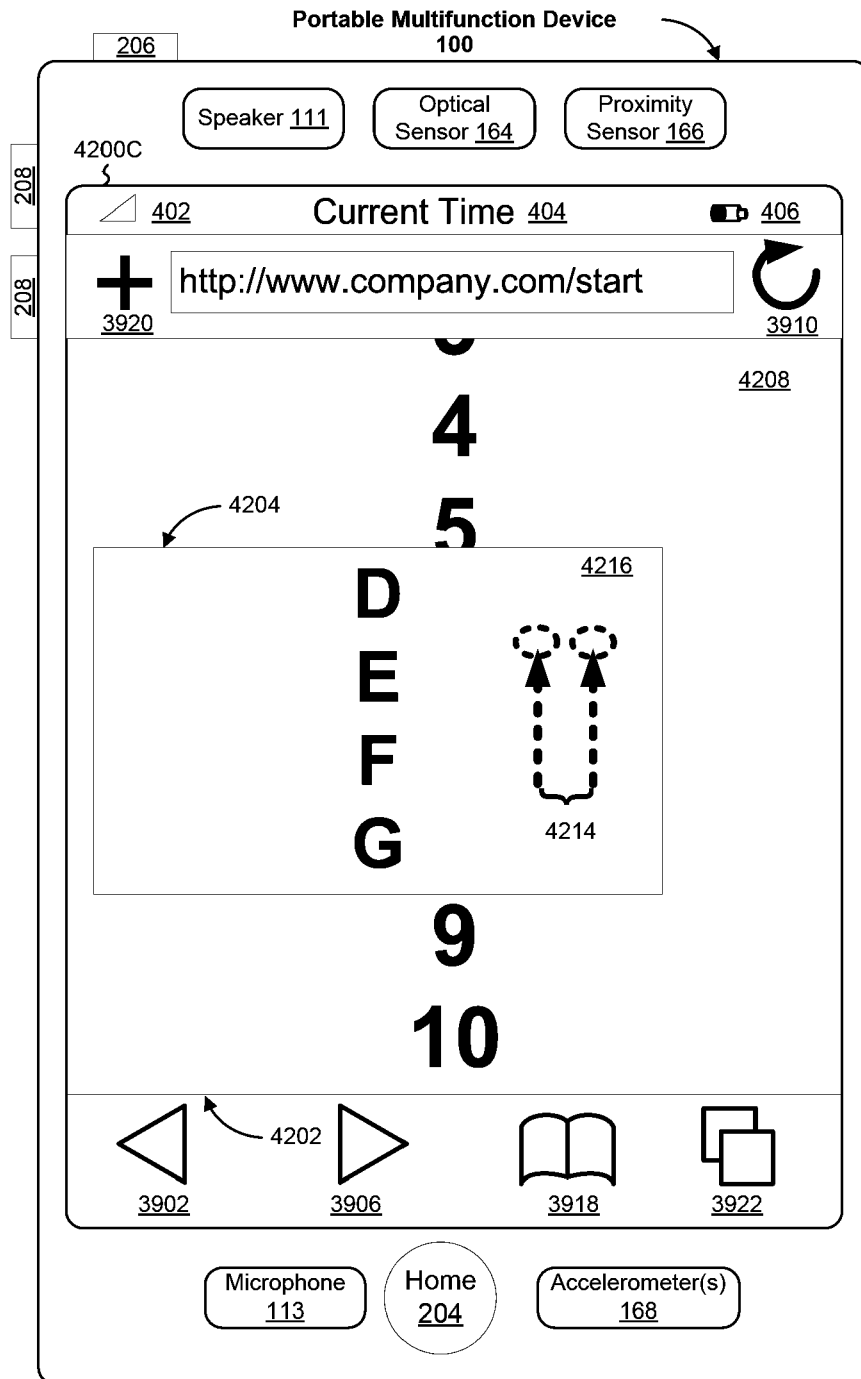 Portable Multifunction Device
100
206
Speaker 111
Optical
Sensor 164
Proximity
Sensor 166
4200C
208
208
402
Current Time 404
406
http://www.company.com/start
3920
3910
4208
4
5
4204
4216
D
E
F
G
4214
9
10
4202
3902
3906
3918
3922
Microphone
113
Home
204
Accelerometer(s)
168